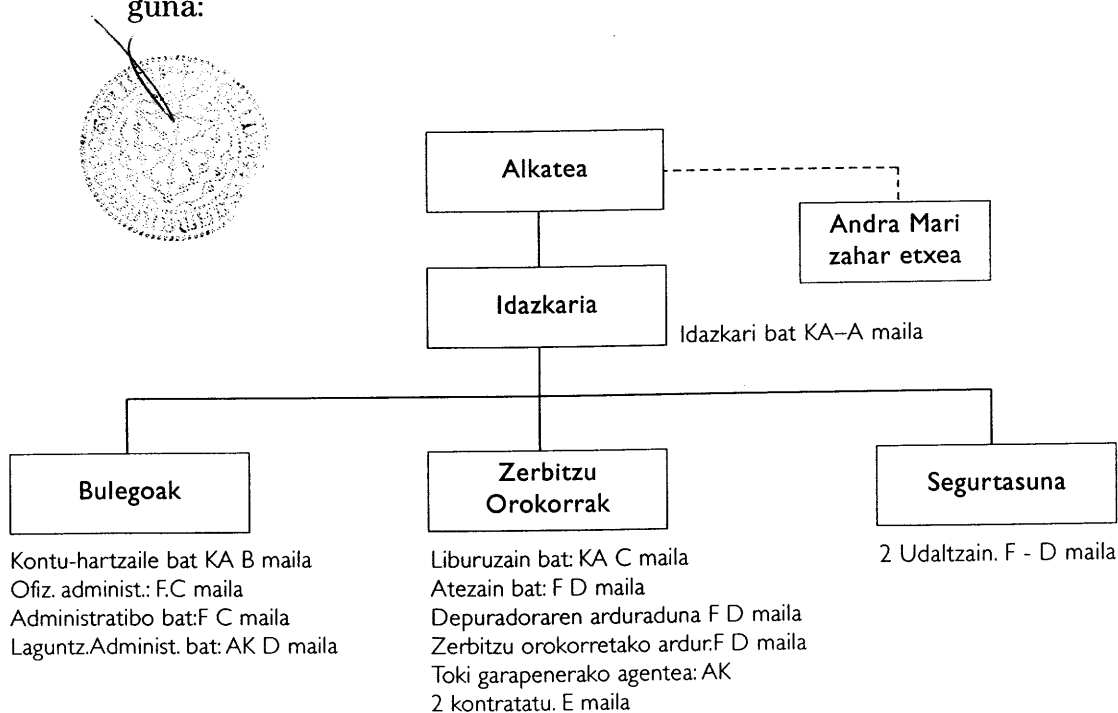 guna:
Alkatea
Andra Mari
zahar etxea
Idazkaria
Idazkari bat KA–A maila
Bulegoak
Kontu-hartzaile bat KA B maila
Ofiz. administ.: F.C maila
Administratibo bat:F C maila
Laguntz.Administ. bat: AK D maila
Zerbitzu
Orokorrak
Liburuzain bat: KA C maila
Atezain bat: F D maila
Depuradoraren arduraduna F D maila
Zerbitzu orokorretako ardur.F D maila
Toki garapenerako agentea: AK
2 kontratatu. E maila
Segurtasuna
2 Udaltzain. F - D maila